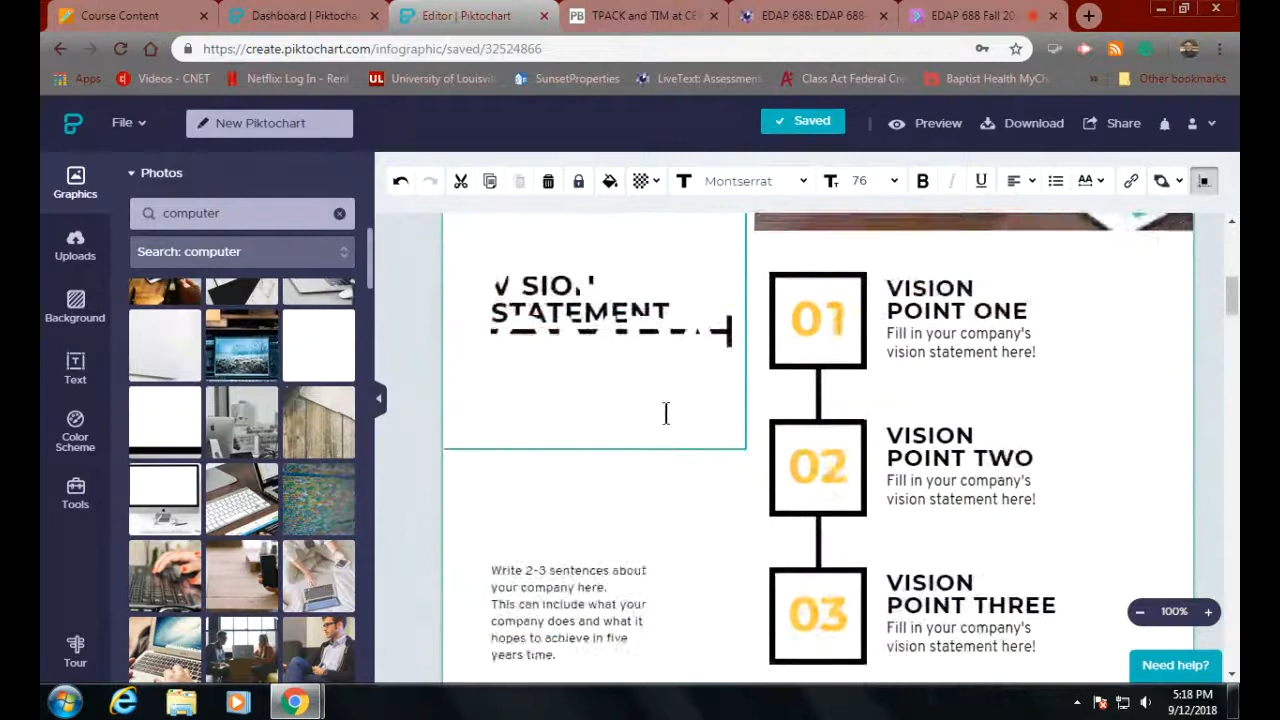 Course Content
Dashboard | Piktocha
Editor | Piktochart
TPACK and TIM at CE
EDAP 688: EDAP 688-
EDAP 688 Fall 20
https://create.piktochart.com/infographic/saved/32524866
Apps
Videos - CNET
Netflix: Log In - Rent
UL University of Louisvill
SunsetProperties
LiveText: Assessment
Class Act Federal Cre
Baptist Health MyCh
Other bookmarks
File
New Piktochart
Saved
Preview
Download
Share
Photos
Montserrat
76
B
I
U
AA
Graphics
computer
Search: computer
Uploads
Background
Text
Color
Scheme
Tools
Tour
STATEMENT
01
VISION
POINT ONE
Fill in your company's
vision statement here!
02
VISION
POINT TWO
Fill in your company's
vision statement here!
Write 2-3 sentences about
your company here.
This can include what your
company does and what it
hopes to achieve in five
years time.
03
VISION
POINT THREE
Fill in your company's
vision statement here!
100%
Need help?
5:18 PM
9/12/2018